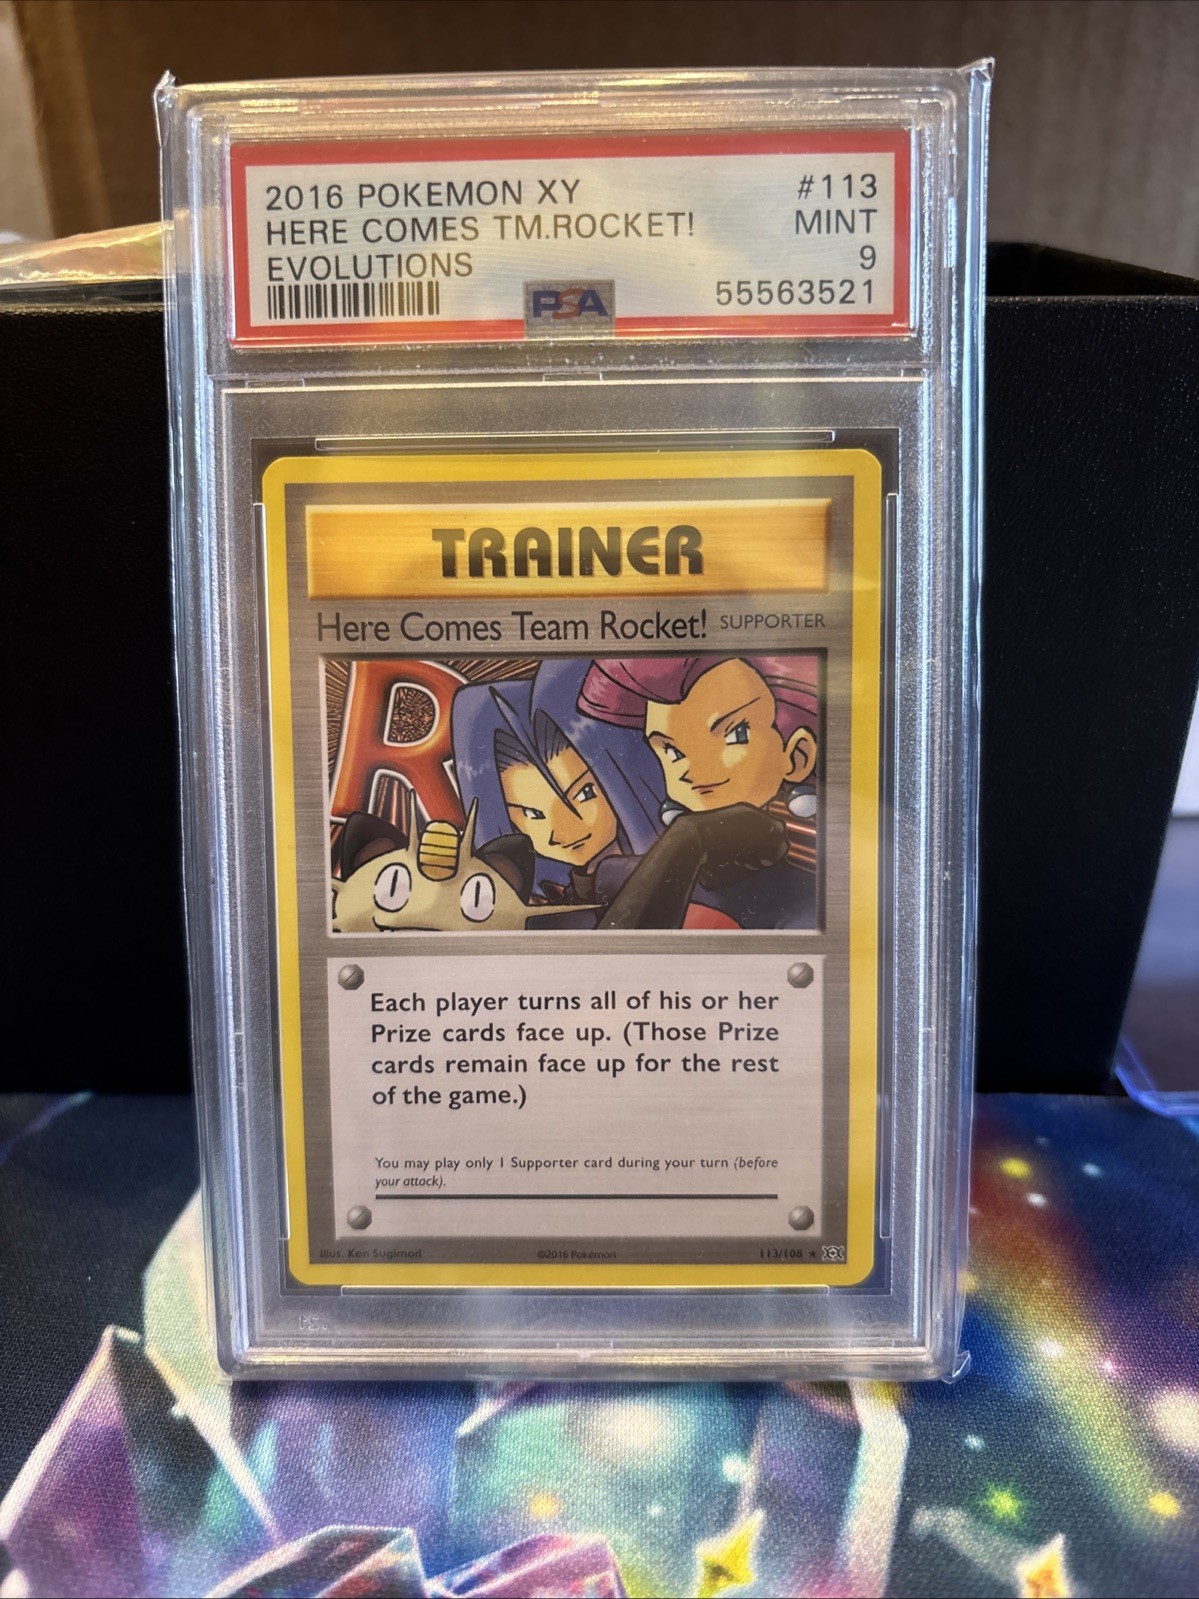 2016 POKEMON XY #113
HERE COMES TM.ROCKET! MINT
EVOLUTIONS 9
PSA 55563521
TRAINER
Here Comes Team Rocket! SUPPORTER
R
Each player turns all of his or her
Prize cards face up. (Those Prize
cards remain face up for the rest
of the game.)
You may play only 1 Supporter card during your turn (before
your attack).
Illus. Ken Sugimori ©2016 Pokémon 113/108 ★